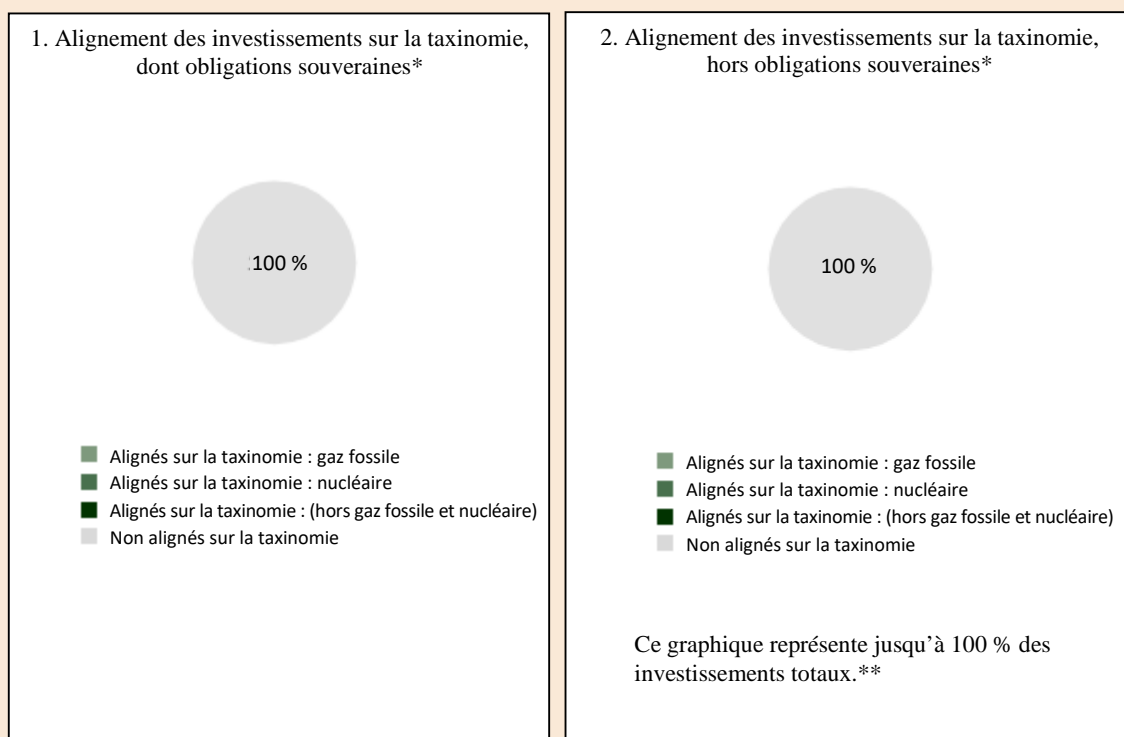 1. Alignement des investissements sur la taxinomie,
dont obligations souveraines*
100 %
Alignés sur la taxinomie : gaz fossile
Alignés sur la taxinomie : nucléaire
Alignés sur la taxinomie : (hors gaz fossile et nucléaire)
Non alignés sur la taxinomie
2. Alignement des investissements sur la taxinomie,
hors obligations souveraines*
100 %
Alignés sur la taxinomie : gaz fossile
Alignés sur la taxinomie : nucléaire
Alignés sur la taxinomie : (hors gaz fossile et nucléaire)
Non alignés sur la taxinomie
Ce graphique représente jusqu’à 100 % des
investissements totaux.**